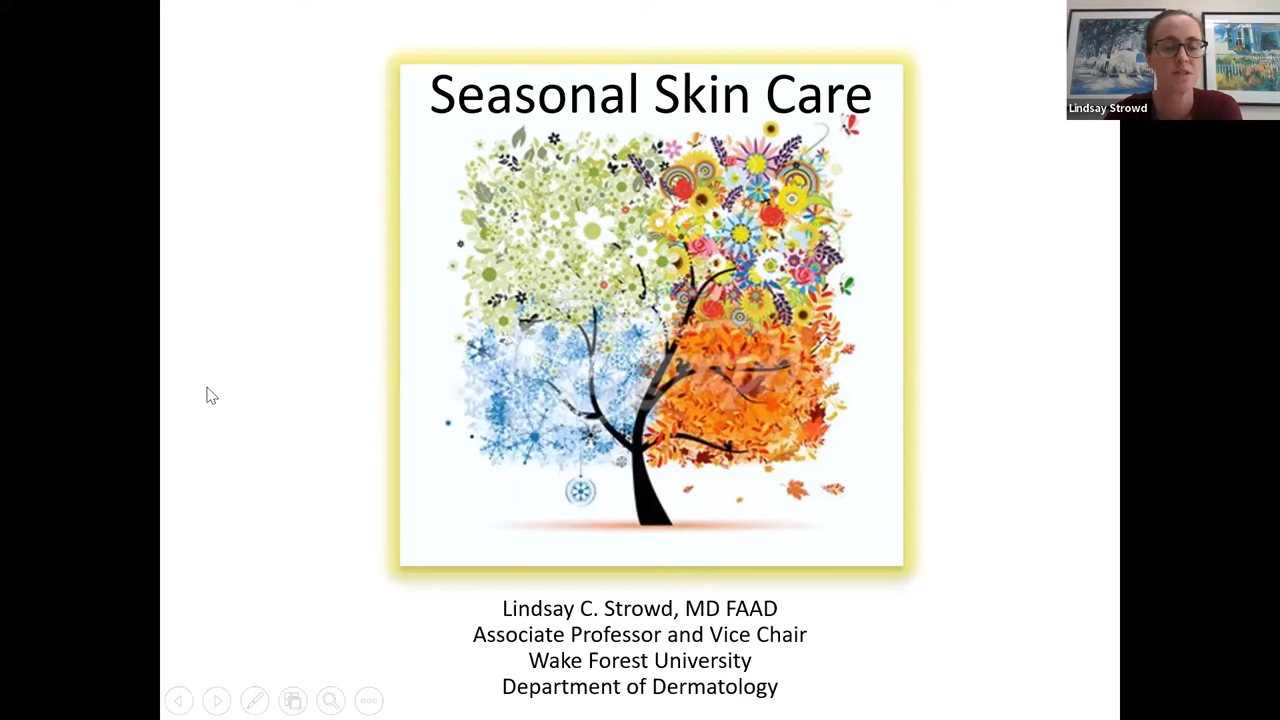 Seasonal Skin Care
Lindsay Strowd
Lindsay C. Strowd, MD FAAD
Associate Professor and Vice Chair
Wake Forest University
Department of Dermatology